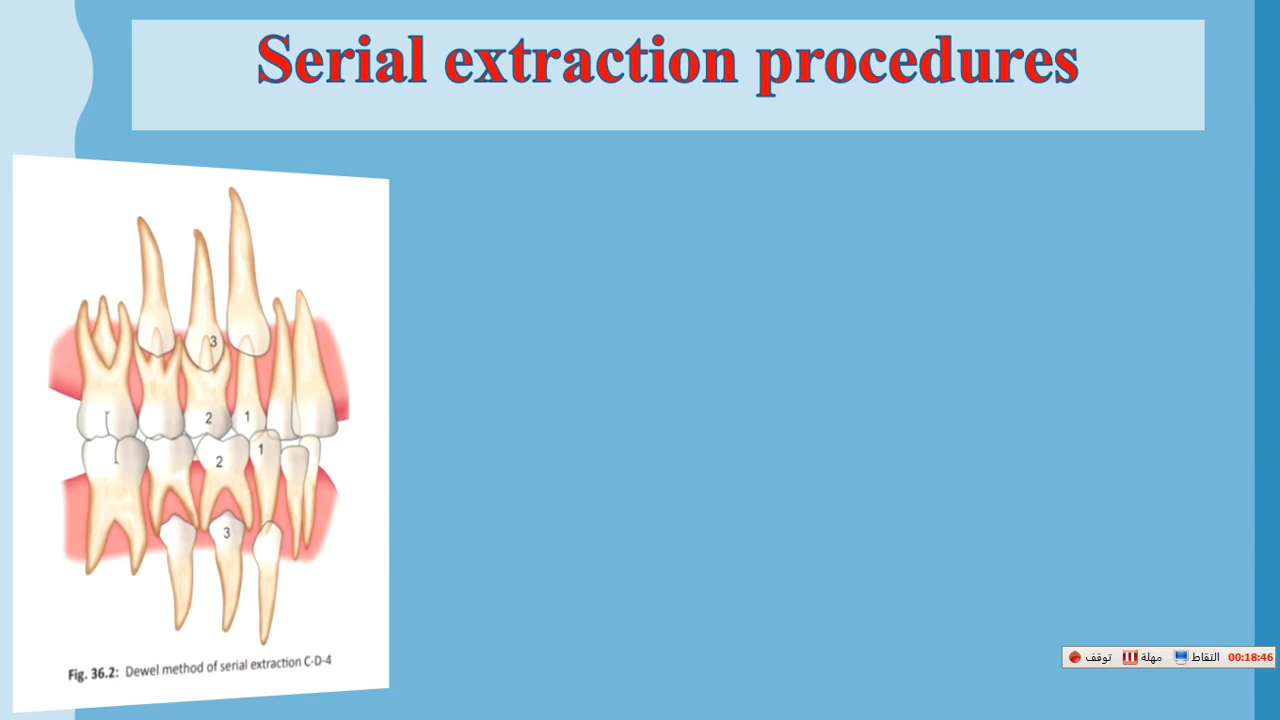 Serial extraction procedures
3
2
1
1
2
3
Fig. 36.2: Dewel method of serial extraction C-D-4
توقف مهلة التقاط 00:18:46